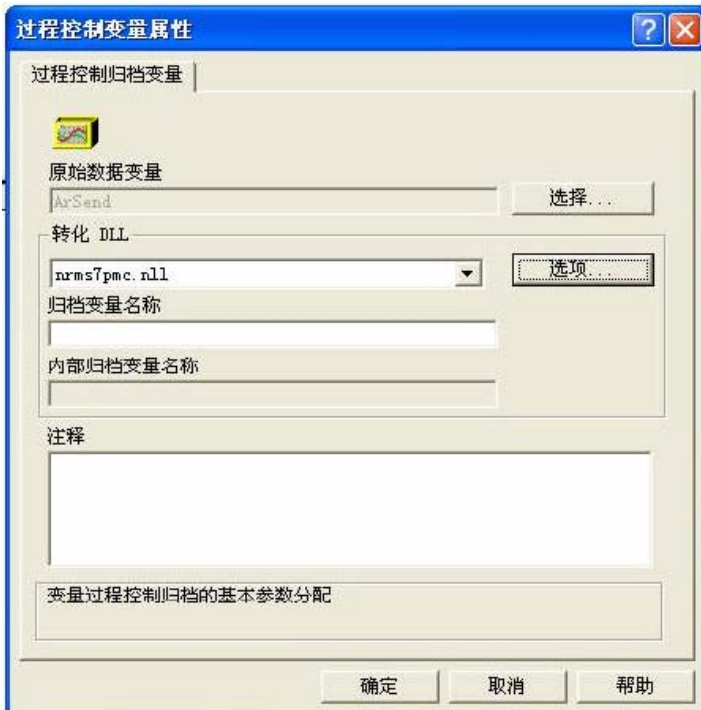 过程控制变量属性
过程控制归档变量
原始数据变量
ArSend
选择...
转化 DLL
nrms7pmc.nll
选项...
归档变量名称
内部归档变量名称
注释
变量过程控制归档的基本参数分配
确定
取消
帮助